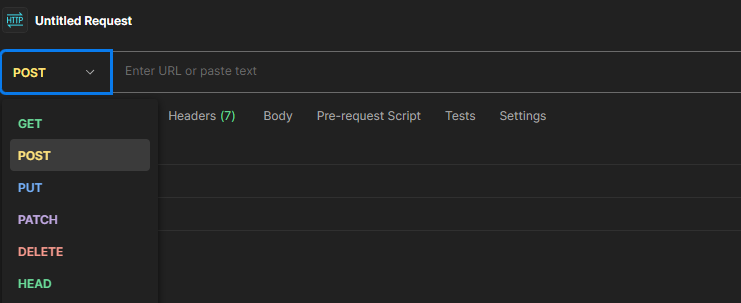 HTTP Untitled Request
POST Enter URL or paste text
Headers (7) Body Pre-request Script Tests Settings
GET
POST
PUT
PATCH
DELETE
HEAD